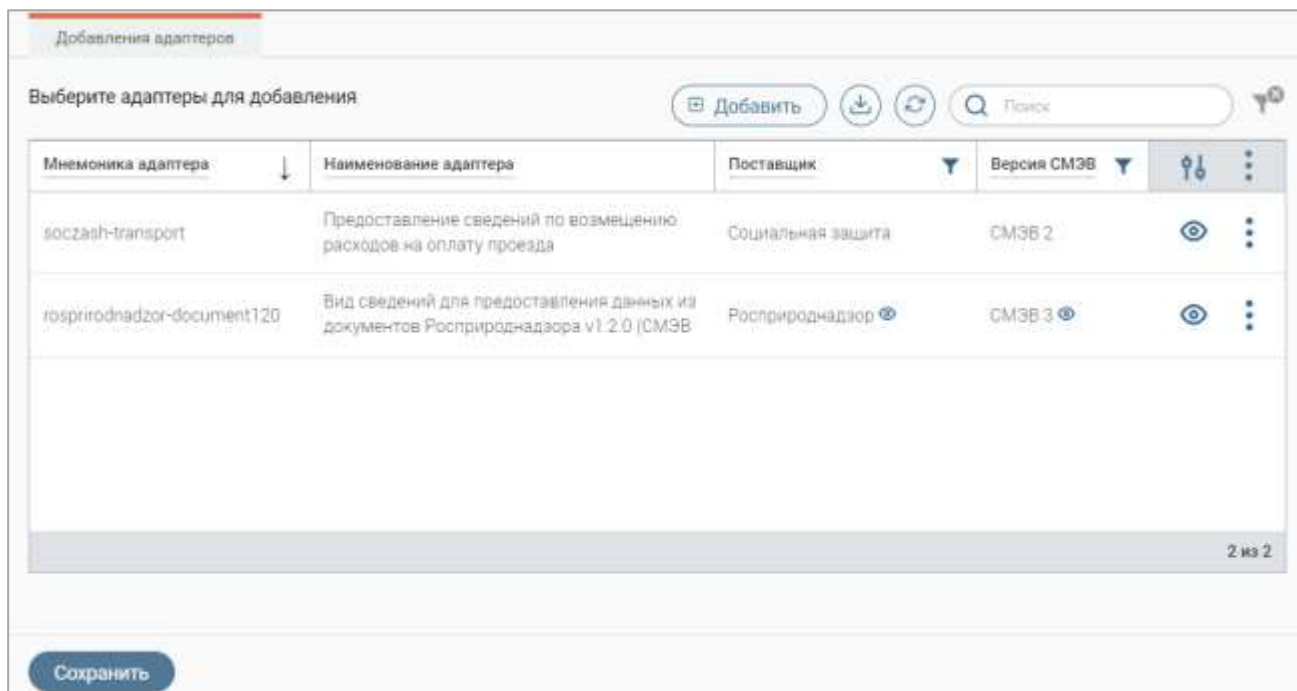 Добавления адаптеров
Выберите адаптеры для добавления
Добавить
Поиск
Мнемоника адаптера
Наименование адаптера
Поставщик
Версия СМЭВ
soczash-transport
Предоставление сведений по возмещению
расходов на оплату проезда
Социальная защита
СМЭВ 2
rosprirodnadzor-document120
Вид сведений для предоставления данных из
документов Росприроднадзора v1.2.0 (СМЭВ
Росприроднадзор
СМЭВ 3
2 из 2
Сохранить